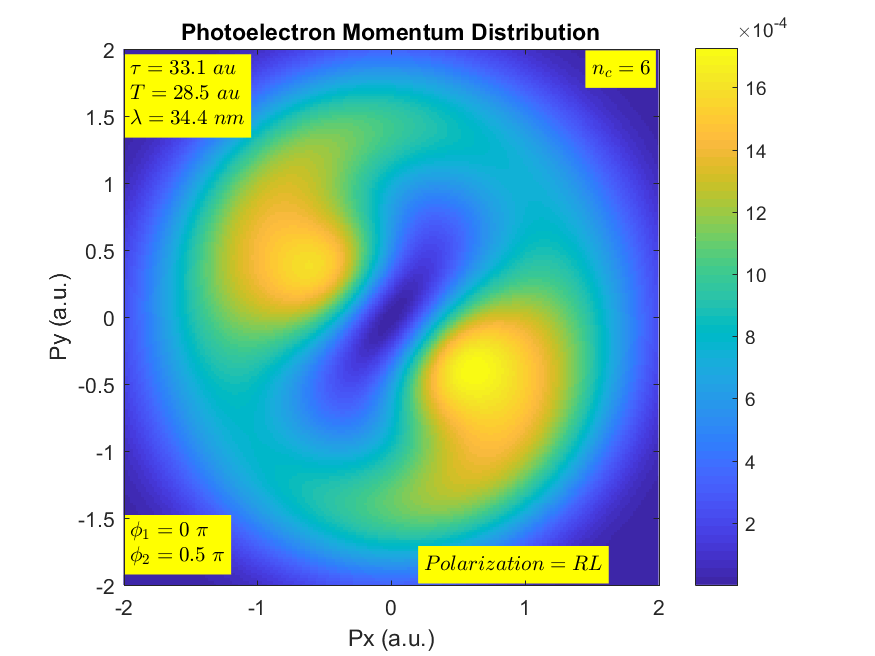 Photoelectron Momentum Distribution
×10⁻⁴
τ = 33.1 au
T = 28.5 au
λ = 34.4 nm
n_c = 6
ϕ₁ = 0 π
ϕ₂ = 0.5 π
Polarization = RL
2
1.5
1
0.5
0
-0.5
-1
-1.5
-2
Py (a.u.)
-2 -1 0 1 2
Px (a.u.)
16
14
12
10
8
6
4
2